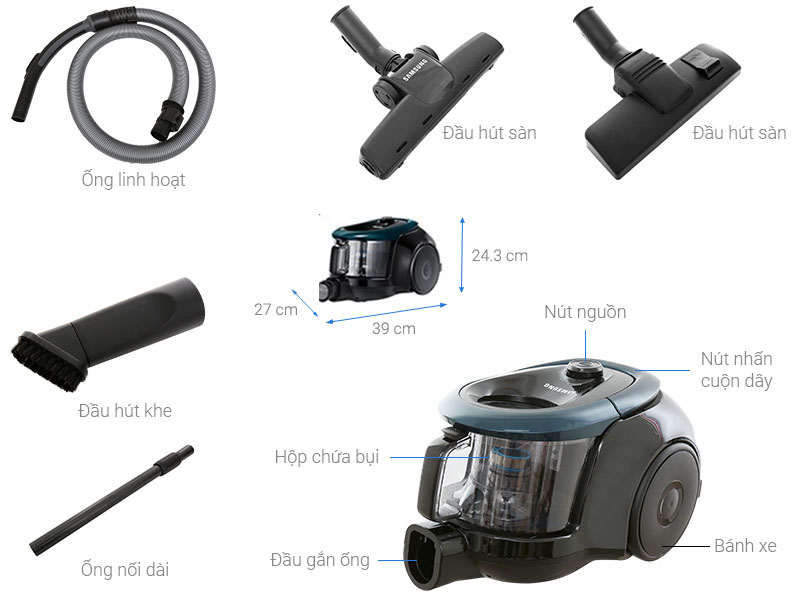 SAMSUNG
Đầu hút sàn
Đầu hút sàn
Ống linh hoạt
24.3 cm
27 cm
39 cm
Nút nguồn
Nút nhấn
cuộn dây
SAMSUNG
Đầu hút khe
Hộp chứa bụi
Ống nối dài
Đầu gắn ống
Bánh xe